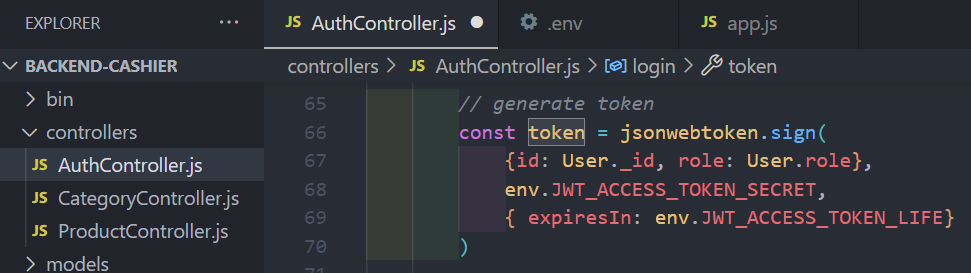 EXPLORER
BACKEND-CASHIER
bin
controllers
JS AuthController.js
JS CategoryController.js
JS ProductController.js
models
JS AuthController.js
.env
JS app.js
controllers > JS AuthController.js > login > token
65 // generate token
66 const token = jsonwebtoken.sign(
67 {id: User._id, role: User.role},
68 env.JWT_ACCESS_TOKEN_SECRET,
69 { expiresIn: env.JWT_ACCESS_TOKEN_LIFE}
70 )